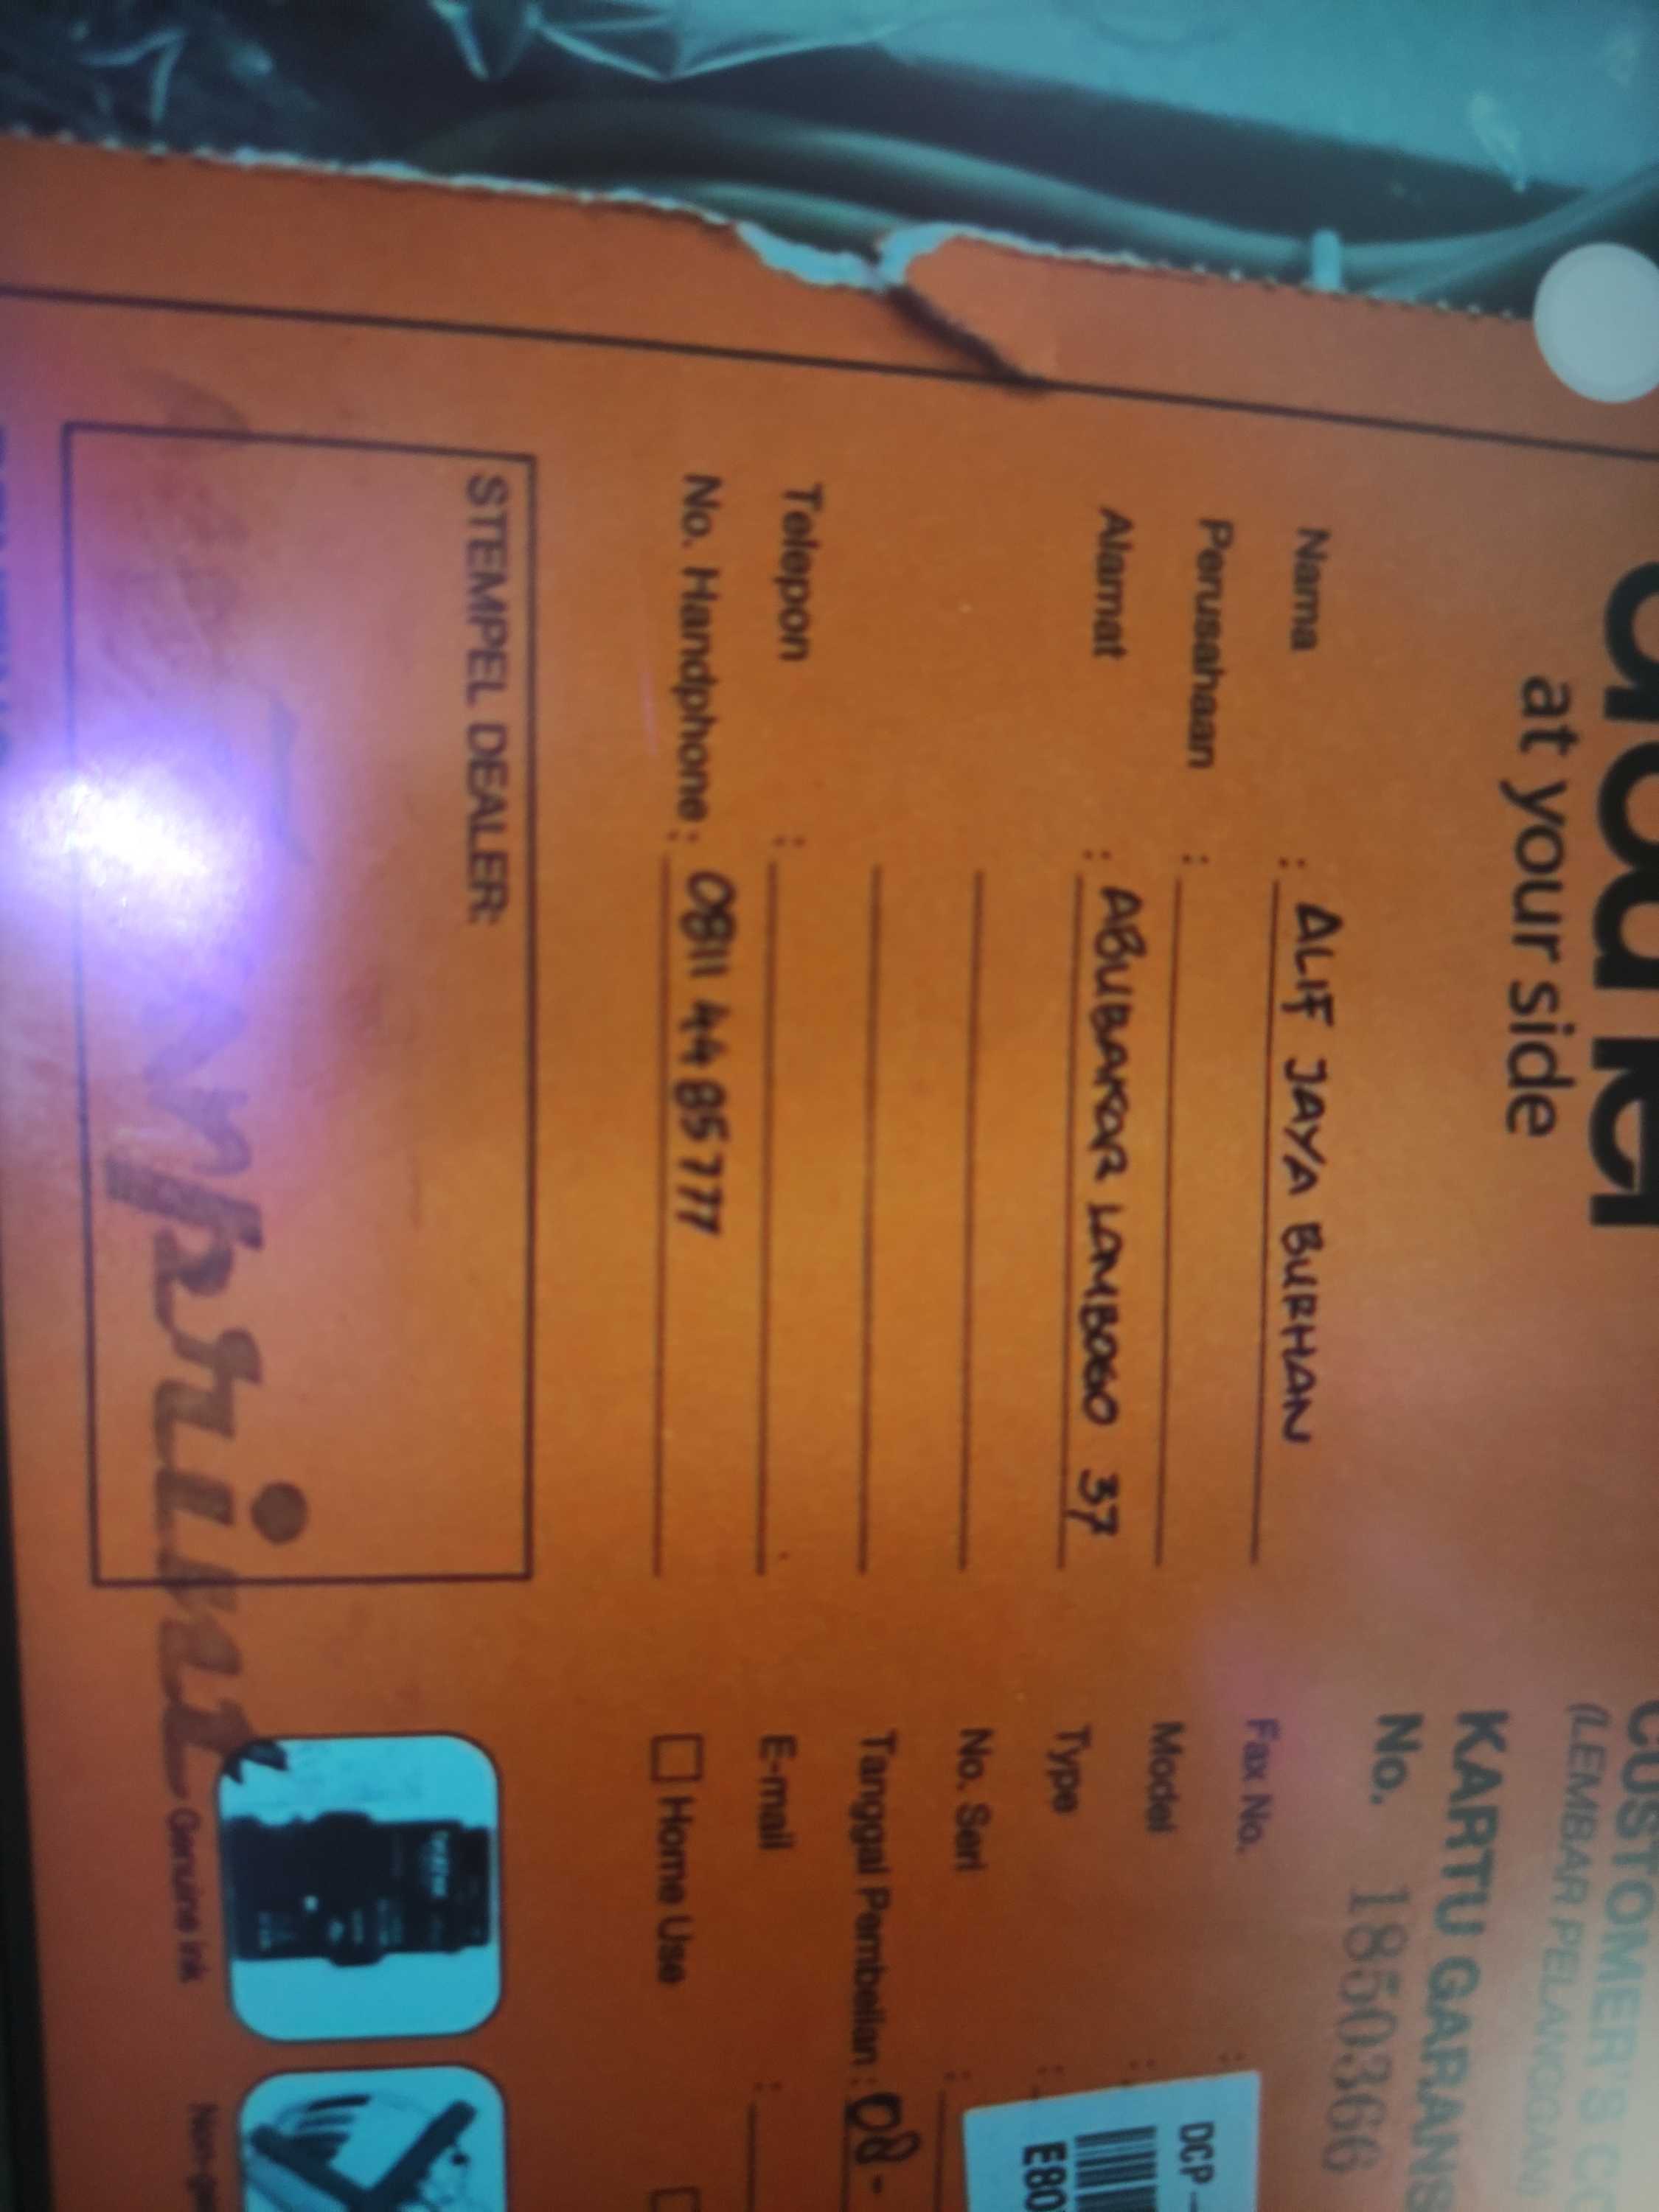 at your side
CUSTOMER'S
(LEMBAR PELANGGAN)
KARTU GARANS
No. 1850366
Nama : ALIF JAYA BURHAN
Perusahaan :
Alamat : ABUBAKAR LAMBOGO 37
Telepon :
No. Handphone : 0811 44 85 777
Fax No. :
Model : DCP-
Type : E80
No. Seri :
Tanggal Pembelian : 08-
E-mail :
Home Use
STEMPEL DEALER:
Genuine ink